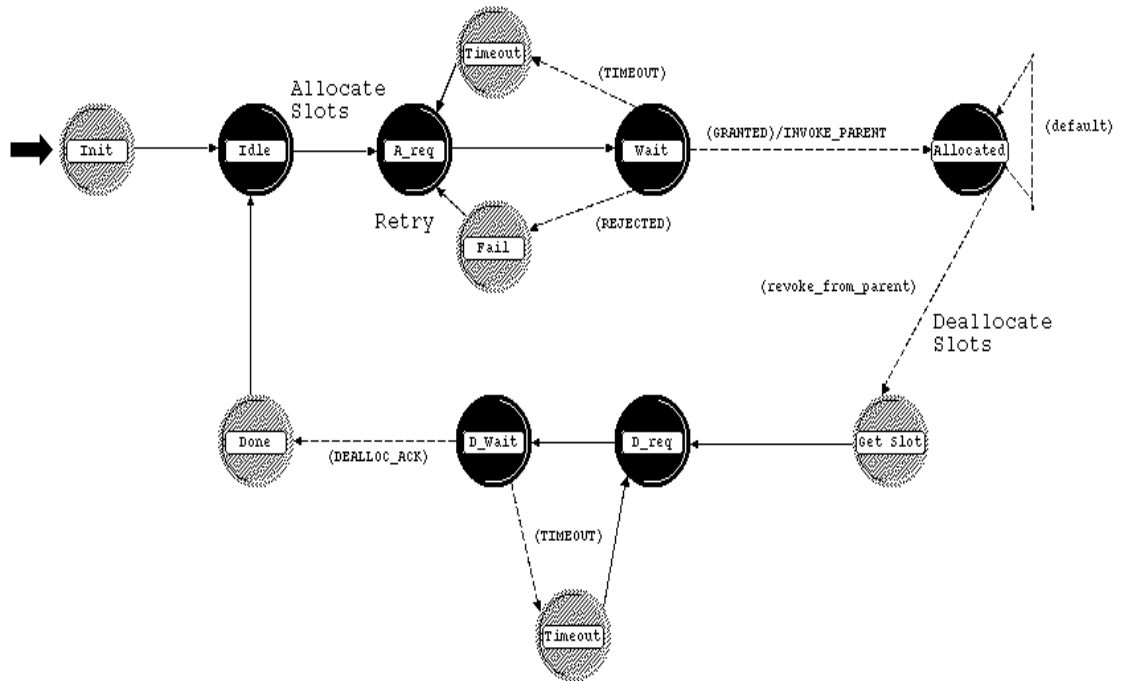 Timeout
(TIMEOUT)
Allocate
Slots
(GRANTED)/INVOKE_PARENT
(default)
Init
Idle
A_req
Wait
Allocated
Retry
(REJECTED)
Fail
(revoke_from_parent)
Deallocate
Slots
Done
D_Wait
D_req
Get Slot
(DEALLOC_ACK)
(TIMEOUT)
Timeout